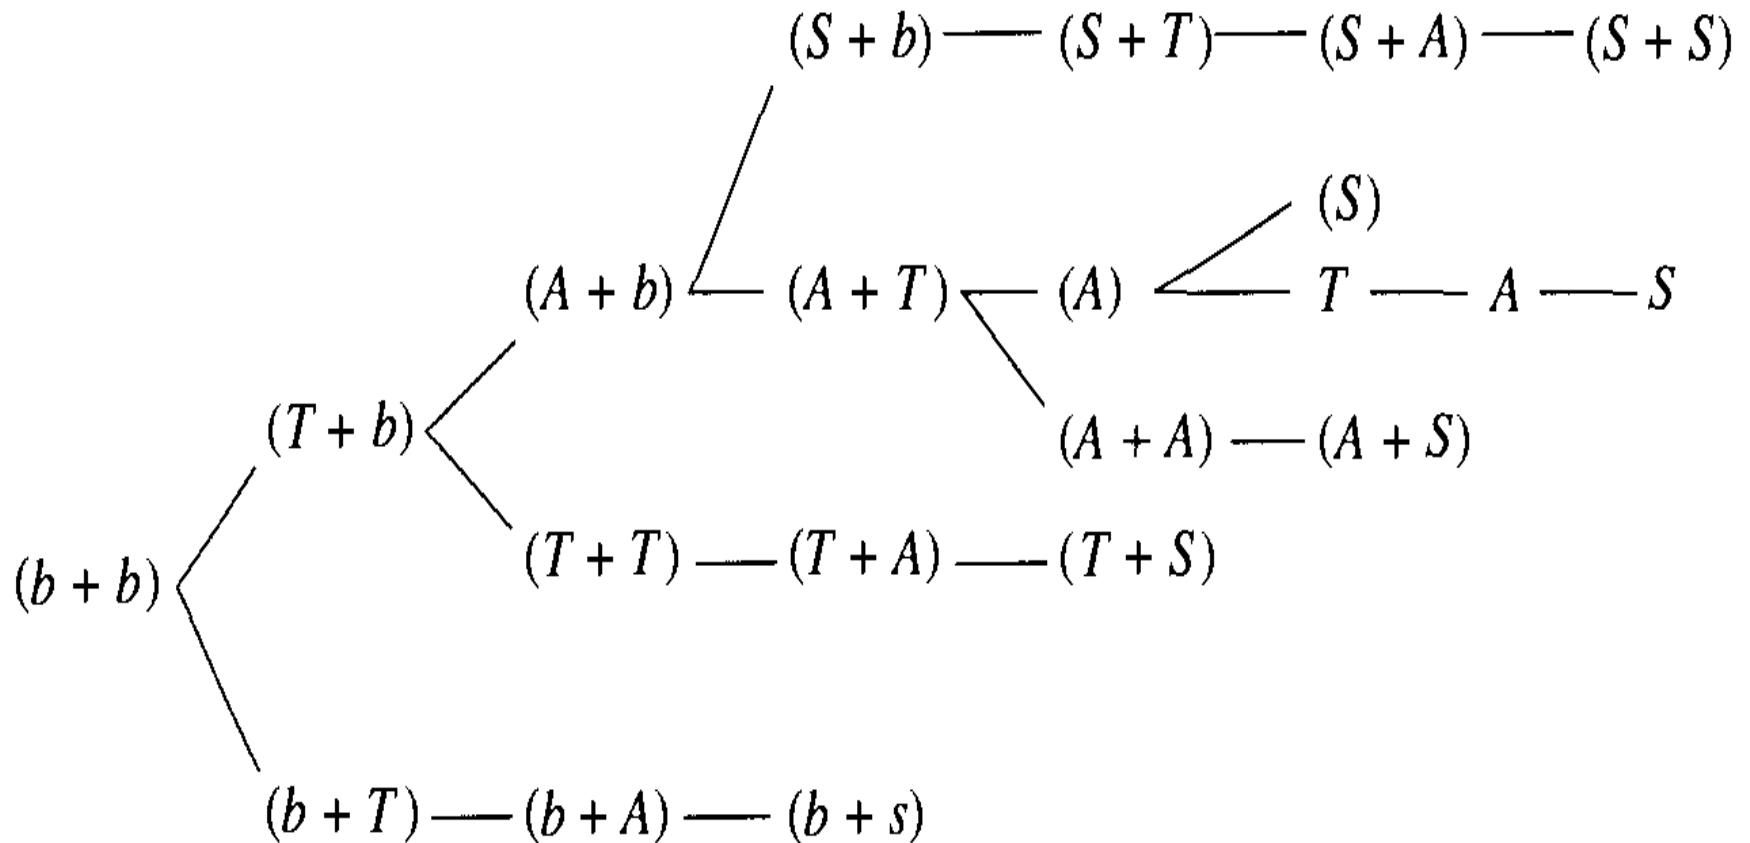 (S + b) — (S + T) — (S + A) — (S + S)
(S)
(A + b) — (A + T) — (A) — T — A — S
(T + b)
(A + A) — (A + S)
(T + T) — (T + A) — (T + S)
(b + b)
(b + T) — (b + A) — (b + s)